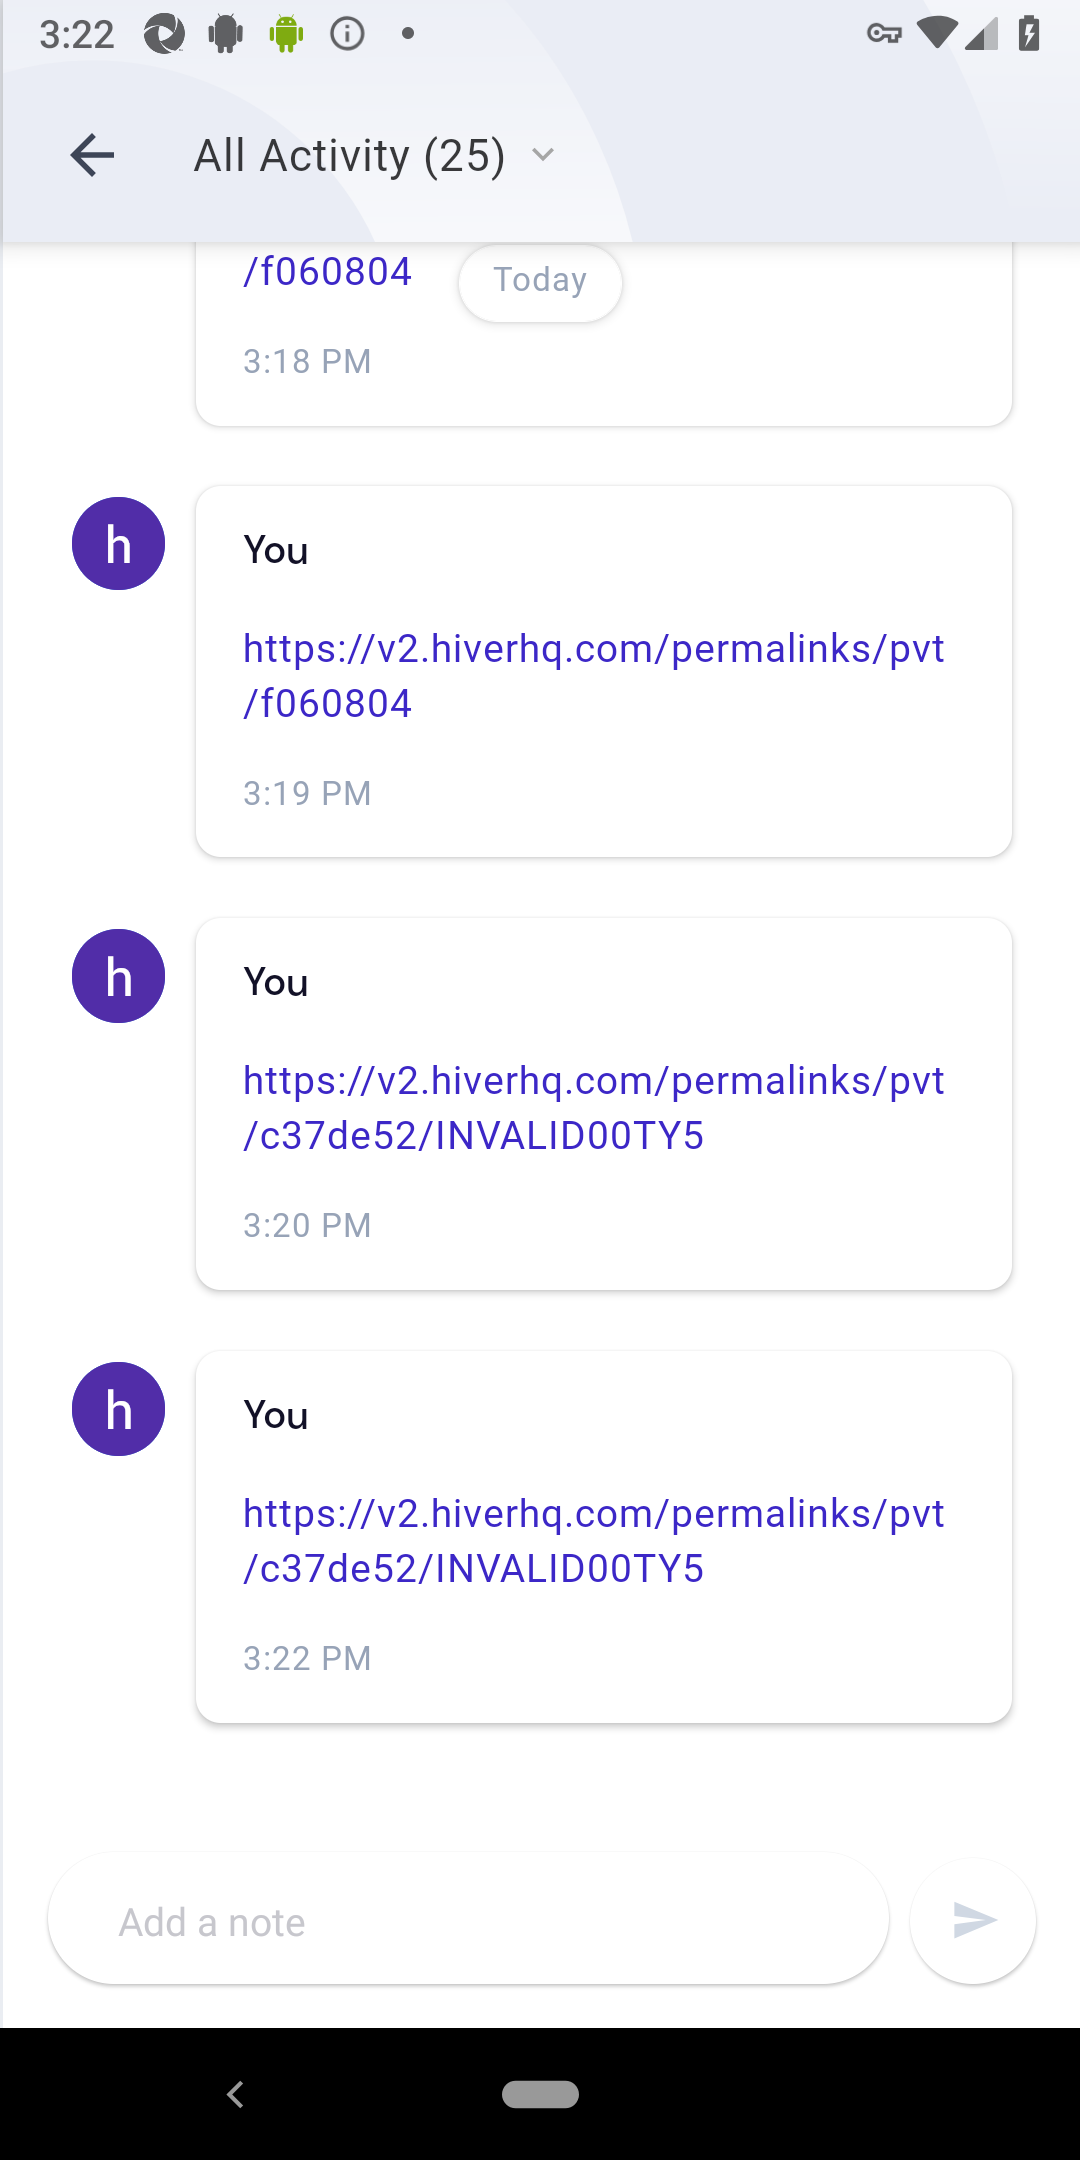 3:22
All Activity (25)
/f060804
Today
3:18 PM
h
You
https://v2.hiverhq.com/permalinks/pvt
/f060804
3:19 PM
h
You
https://v2.hiverhq.com/permalinks/pvt
/c37de52/INVALID00TY5
3:20 PM
h
You
https://v2.hiverhq.com/permalinks/pvt
/c37de52/INVALID00TY5
3:22 PM
Add a note